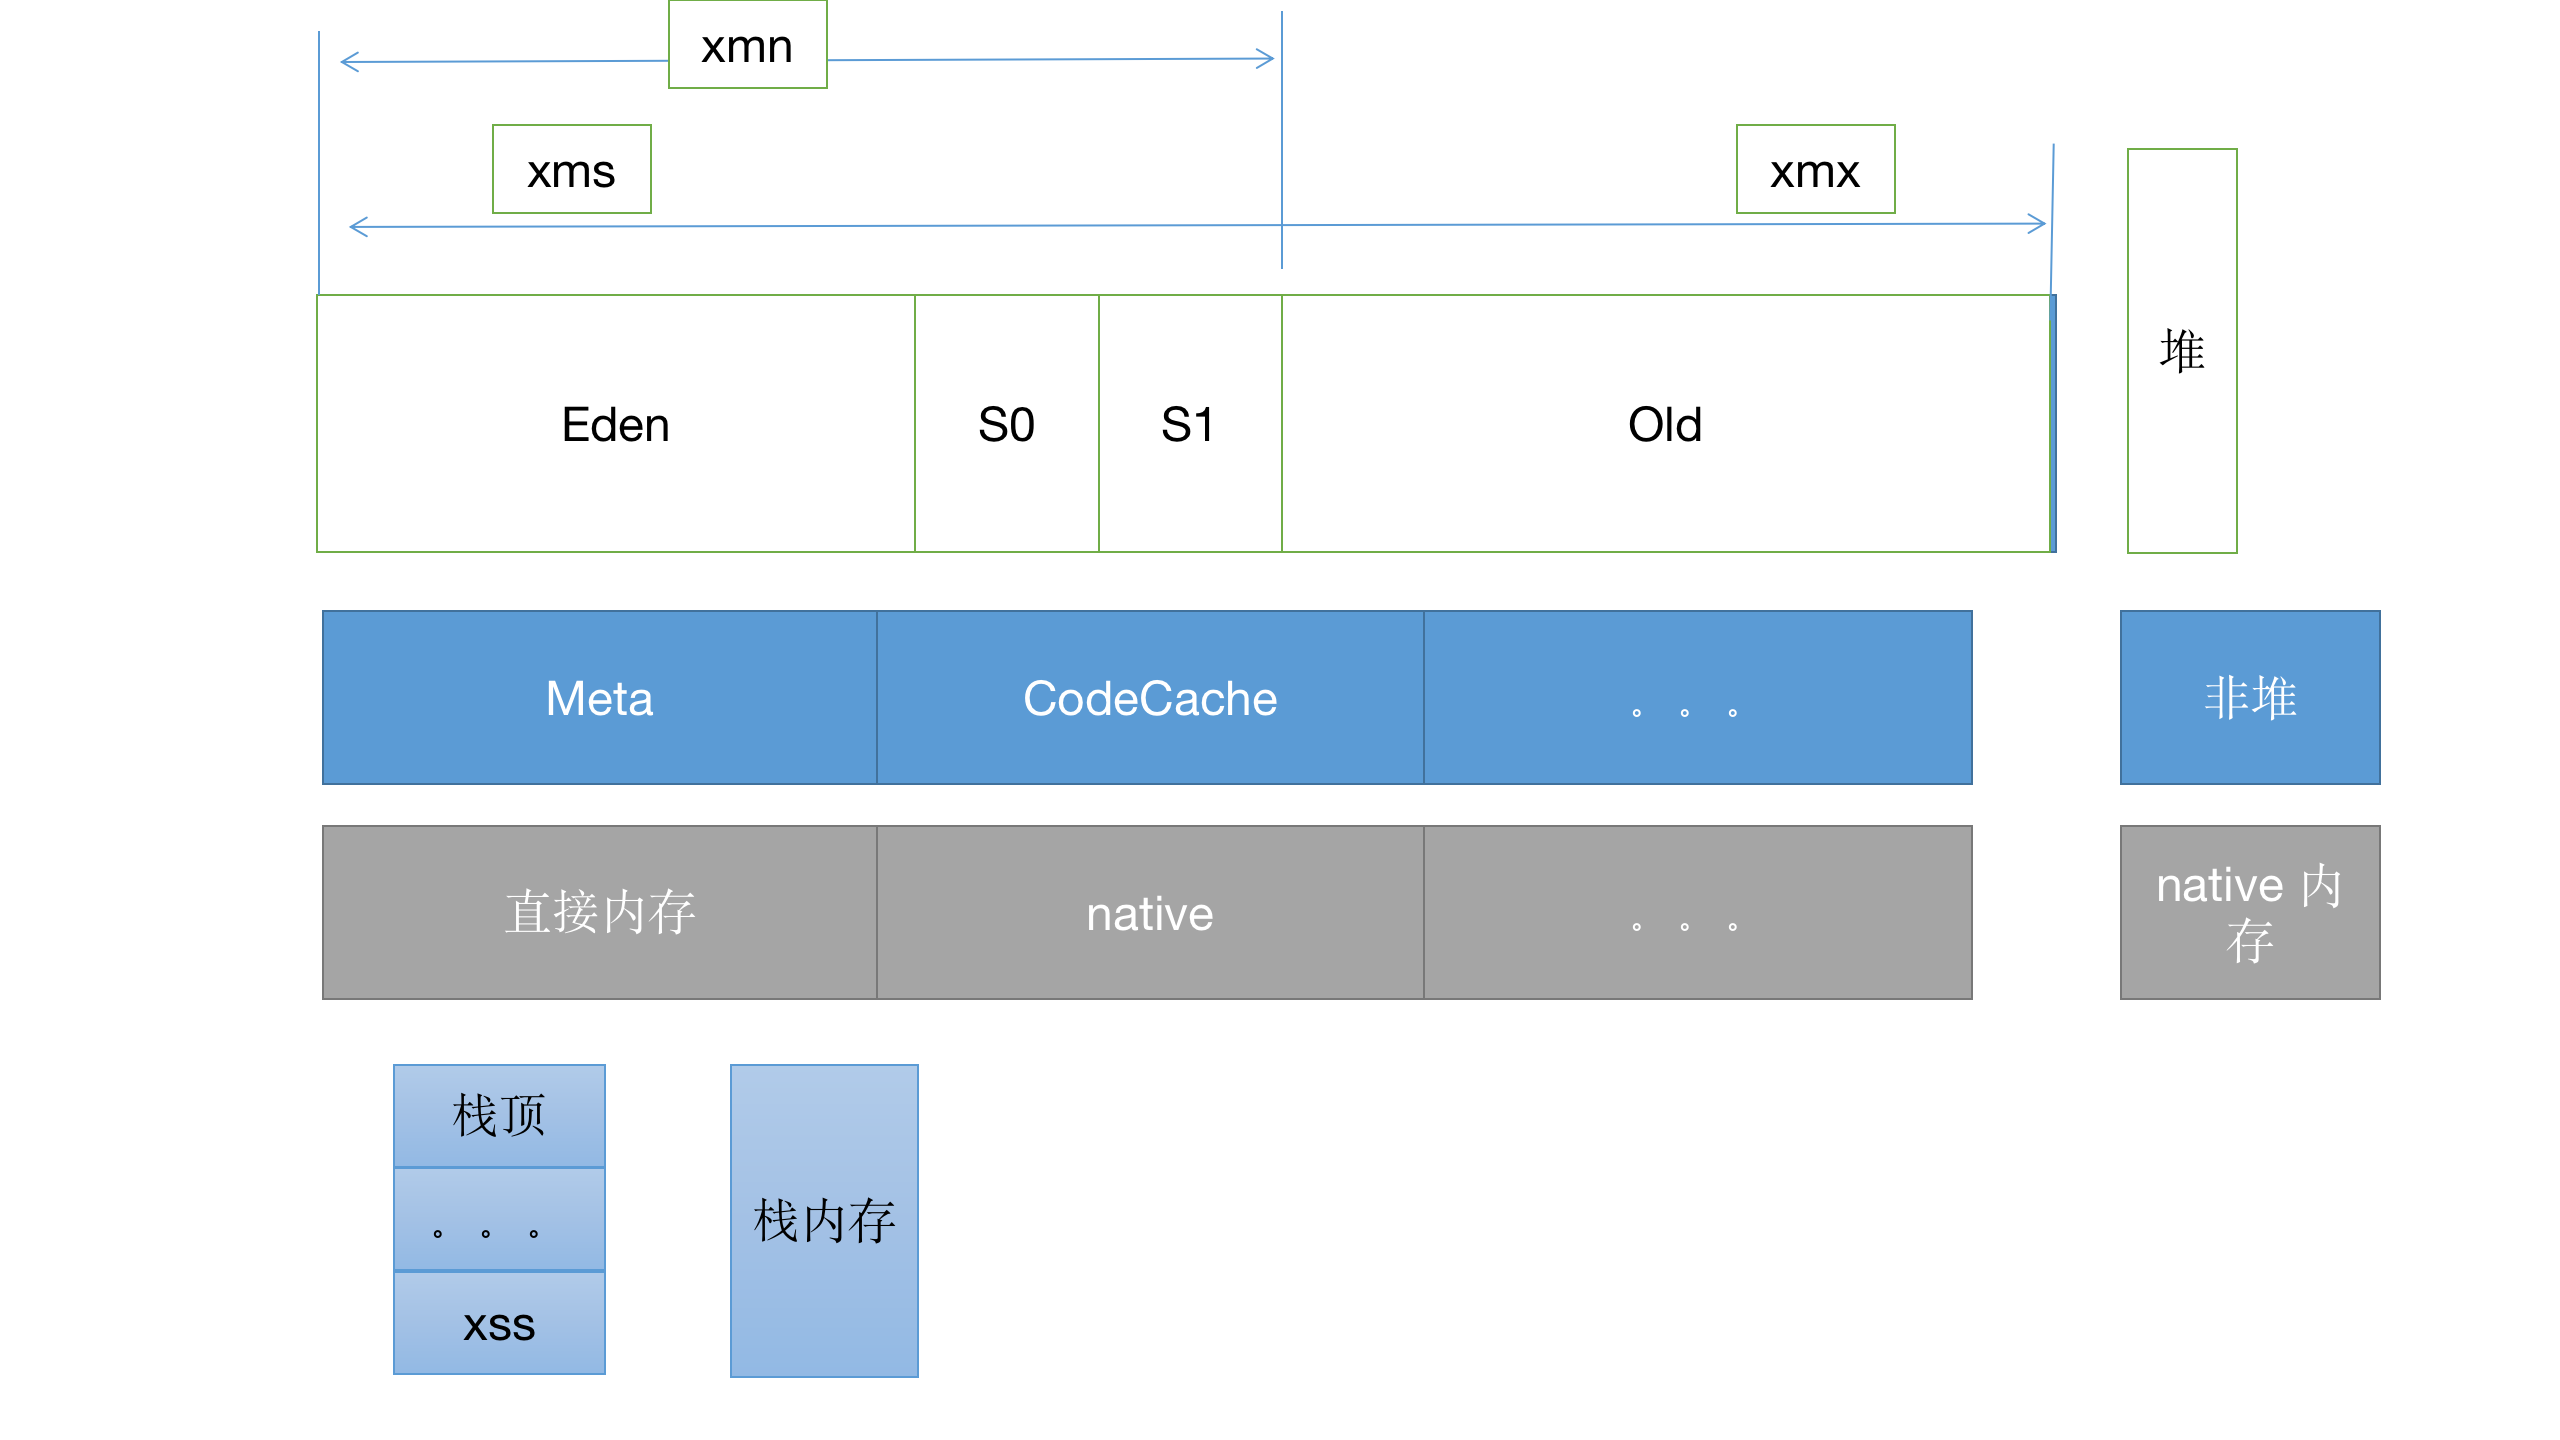 xmn
xms
xmx
堆
Eden
S0
S1
Old
Meta
CodeCache
。。。
非堆
直接内存
native
。。。
native 内
存
栈顶
。。。
xss
栈内存